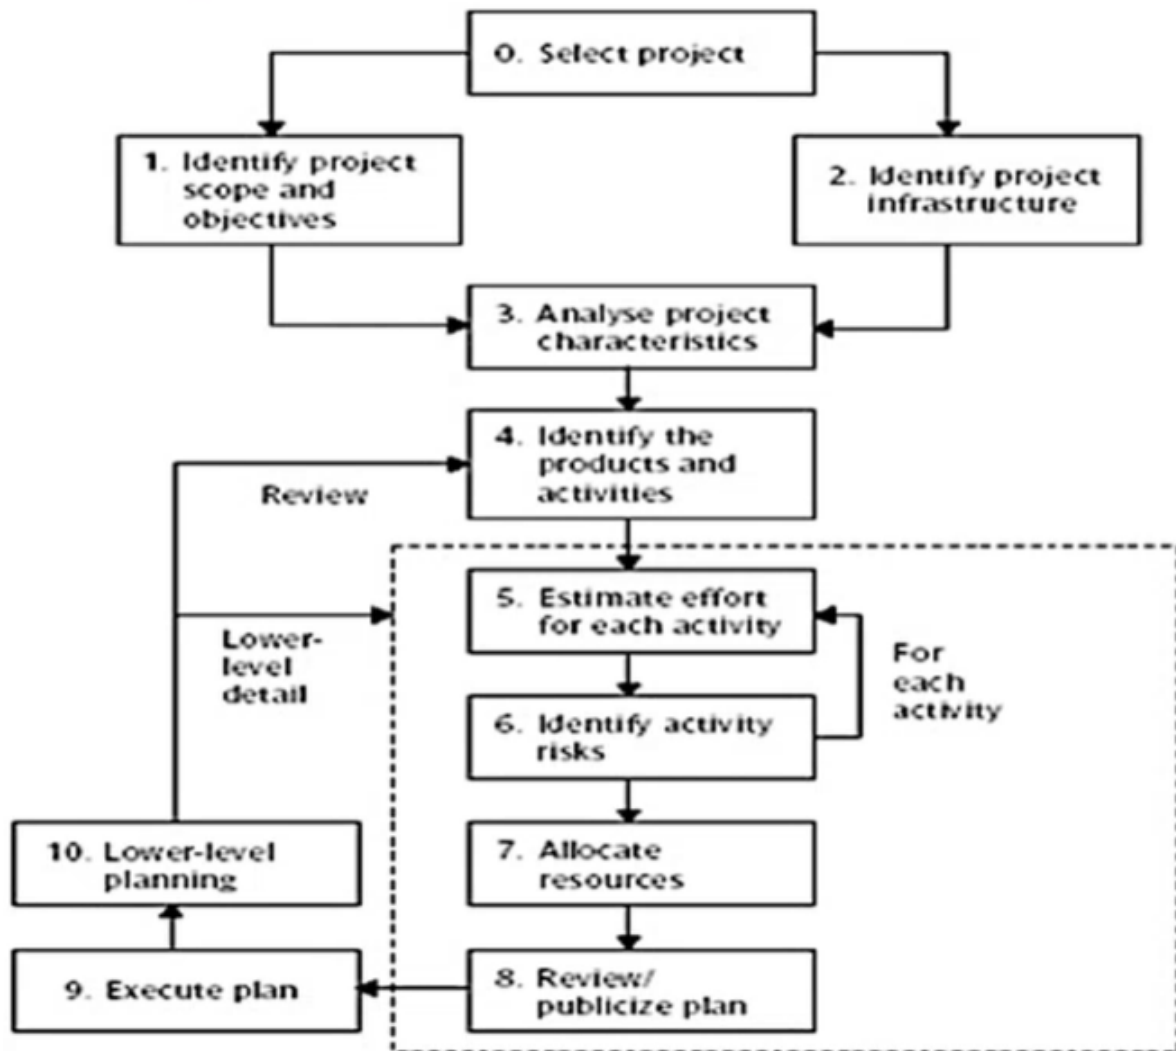 0. Select project
1. Identify project
scope and
objectives
2. Identify project
infrastructure
3. Analyse project
characteristics
4. Identify the
products and
activities
Review
5. Estimate effort
for each activity
Lower-
level
detail
For
each
activity
6. Identify activity
risks
7. Allocate
resources
10. Lower-level
planning
8. Review/
publicize plan
9. Execute plan